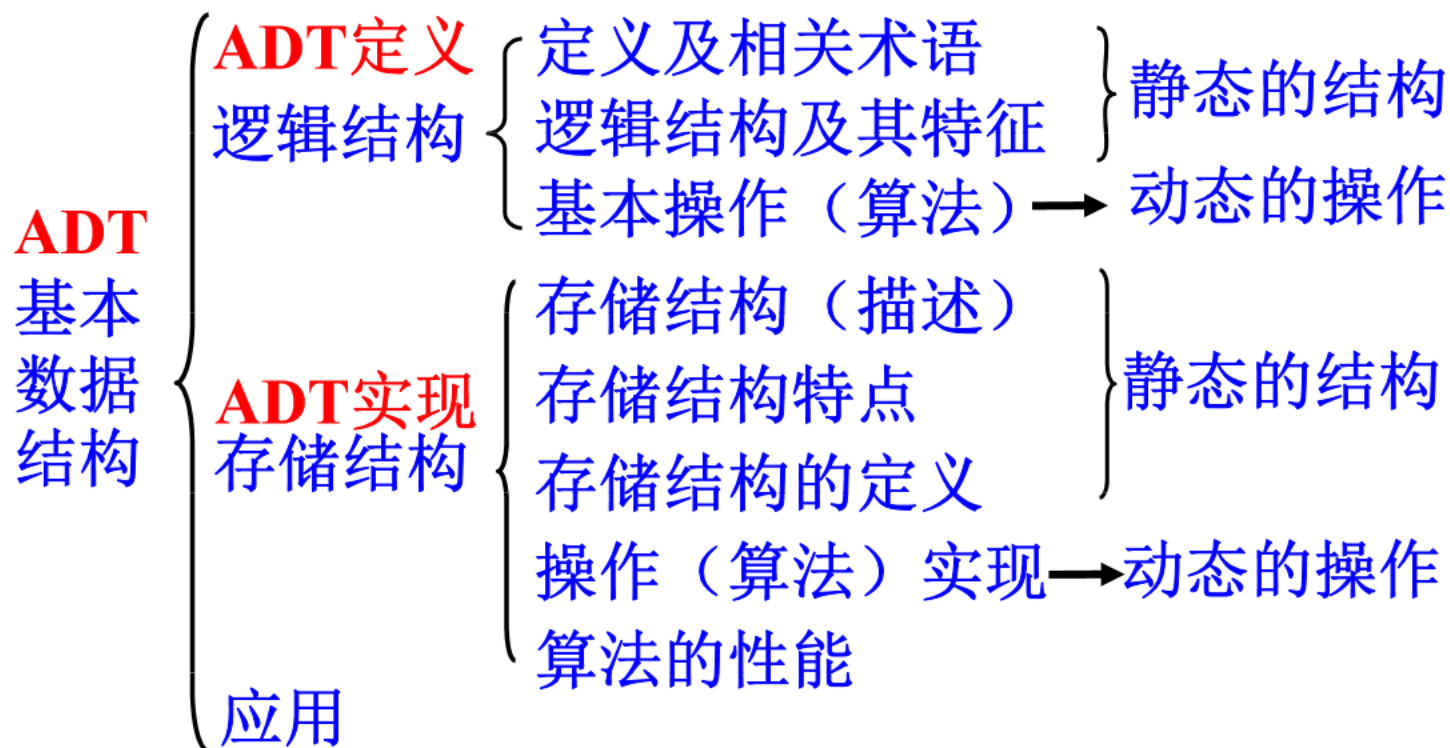 ADT
基本
数据
结构
ADT定义
逻辑结构
定义及相关术语
逻辑结构及其特征
基本操作（算法）
静态的结构
动态的操作
ADT实现
存储结构
存储结构（描述）
存储结构特点
存储结构的定义
操作（算法）实现
算法的性能
静态的结构
动态的操作
应用